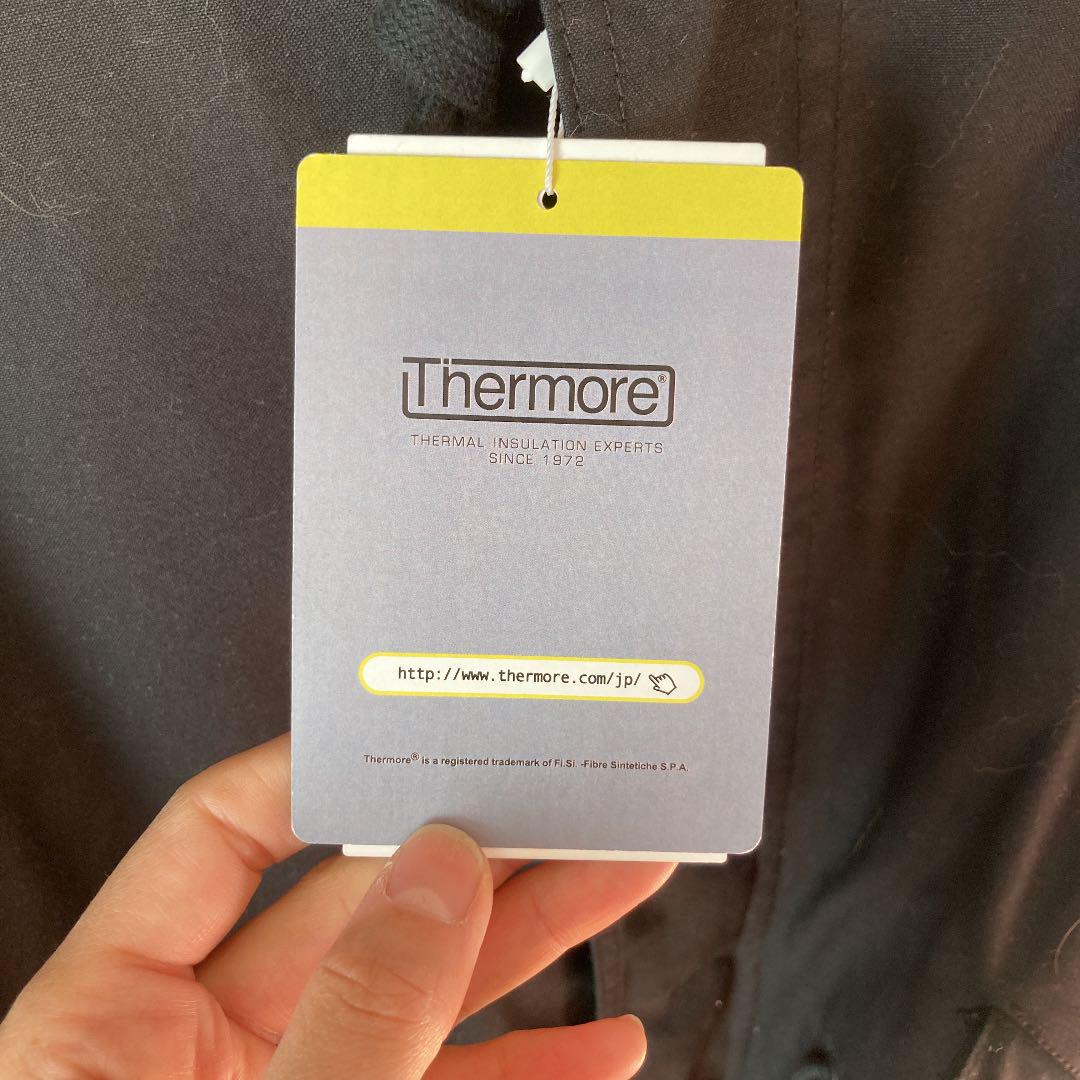 Thermore®
THERMAL INSULATION EXPERTS
SINCE 1972
http://www.thermore.com/jp/
Thermore® is a registered trademark of Fi.Si. -Fibre Sintetiche S.P.A.